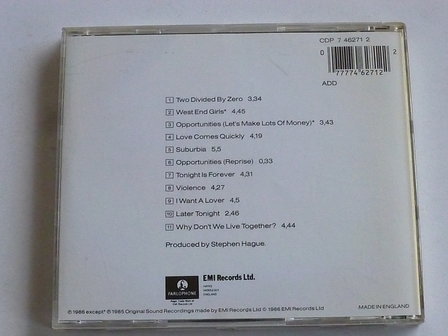 CDP 7 46271 2
0 77774 62712 2
ADD
1 Two Divided By Zero 3,34
2 West End Girls* 4,45
3 Opportunities (Let's Make Lots Of Money)* 3,43
4 Love Comes Quickly 4,19
5 Suburbia 5,5
6 Opportunities (Reprise) 0,33
7 Tonight Is Forever 4,31
8 Violence 4,27
9 I Want A Lover 4,5
10 Later Tonight 2,46
11 Why Don't We Live Together? 4,44
Produced by Stephen Hague.
EMI Records Ltd.
HAYES
MIDDLESEX
ENGLAND
PARLOPHONE
℗ 1986 except* ℗ 1985 Original Sound Recordings made by EMI Records Ltd © 1986 EMI Records Ltd
MADE IN ENGLAND